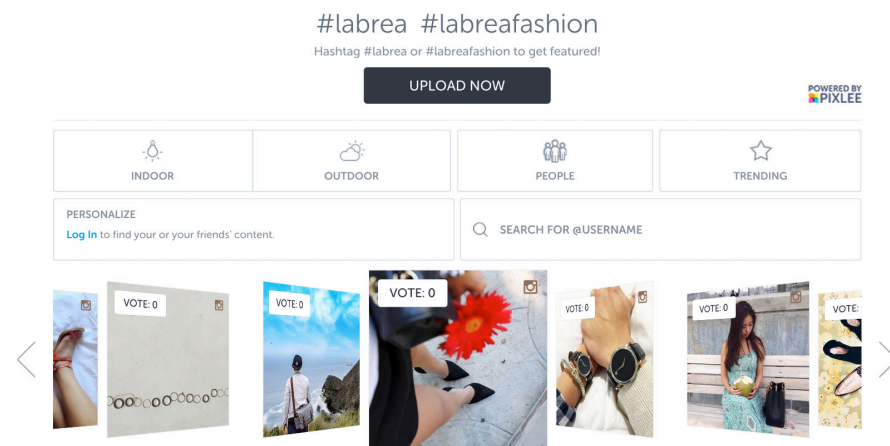 #labrea #labreafashion
Hashtag #labrea or #labreafashion to get featured!
UPLOAD NOW
POWERED BY
PIXLEE
INDOOR
OUTDOOR
PEOPLE
TRENDING
PERSONALIZE
Log In to find your or your friends' content.
SEARCH FOR @USERNAME
VOTE: 0
VOTE: 0
VOTE: 0
VOTE: 0
VOTE: 0
VOTE: